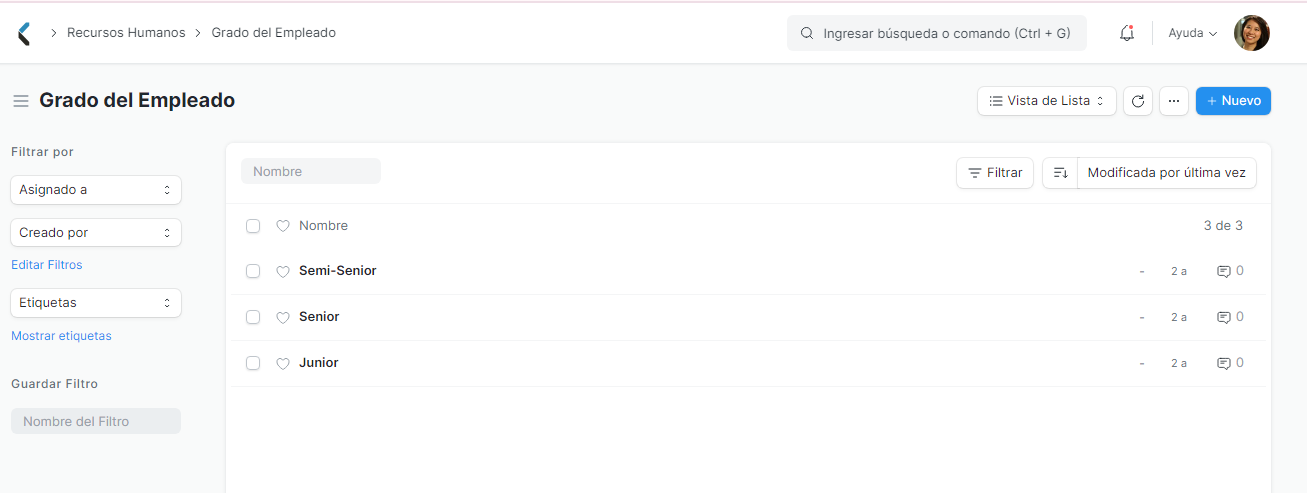 Recursos Humanos
Grado del Empleado
Ingresar búsqueda o comando (Ctrl + G)
Ayuda
Grado del Empleado
Vista de Lista
Nuevo
Filtrar por
Asignado a
Creado por
Editar Filtros
Etiquetas
Mostrar etiquetas
Guardar Filtro
Nombre del Filtro
Nombre
Filtrar
Modificada por última vez
Nombre
3 de 3
Semi-Senior - 2 a 0
Senior - 2 a 0
Junior - 2 a 0